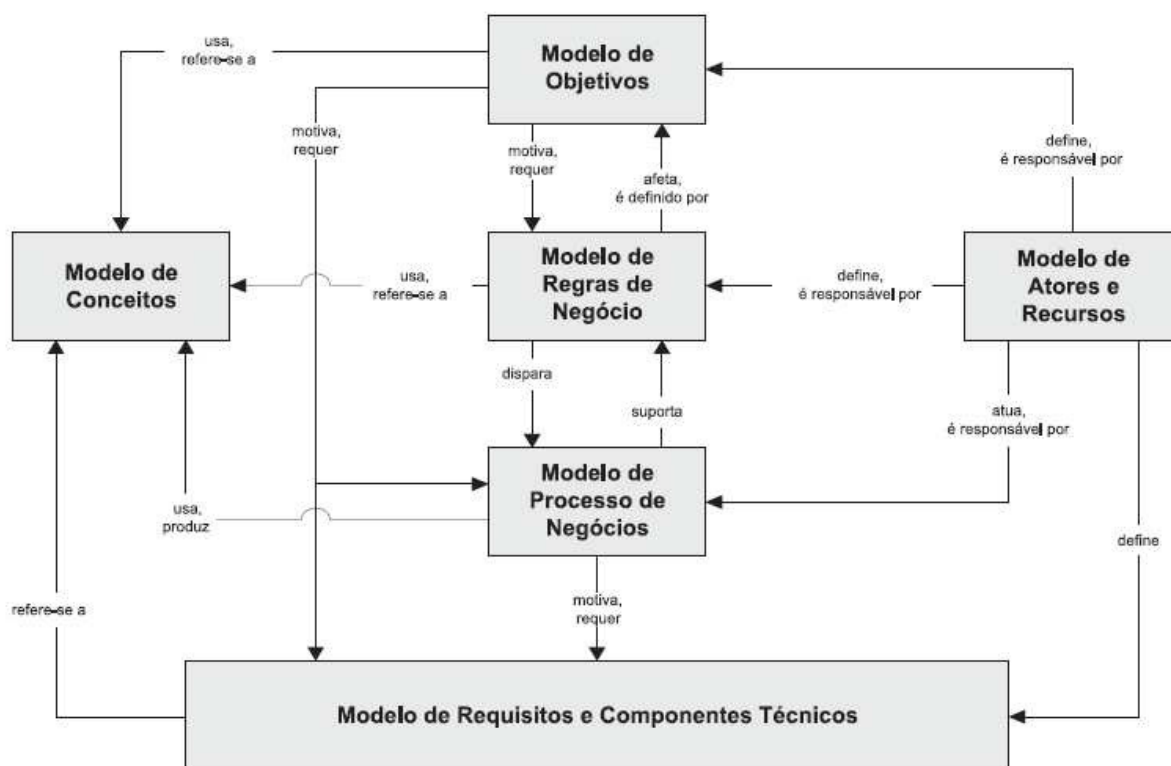 usa,
refere-se a
Modelo de
Objetivos
motiva,
requer
motiva,
requer
afeta,
é definido por
define,
é responsável por
Modelo de
Conceitos
usa,
refere-se a
Modelo de
Regras de
Negócio
define,
é responsável por
Modelo de
Atores e
Recursos
dispara
suporta
atua,
é responsável por
usa,
produz
Modelo de
Processo de
Negócios
define
refere-se a
motiva,
requer
Modelo de Requisitos e Componentes Técnicos